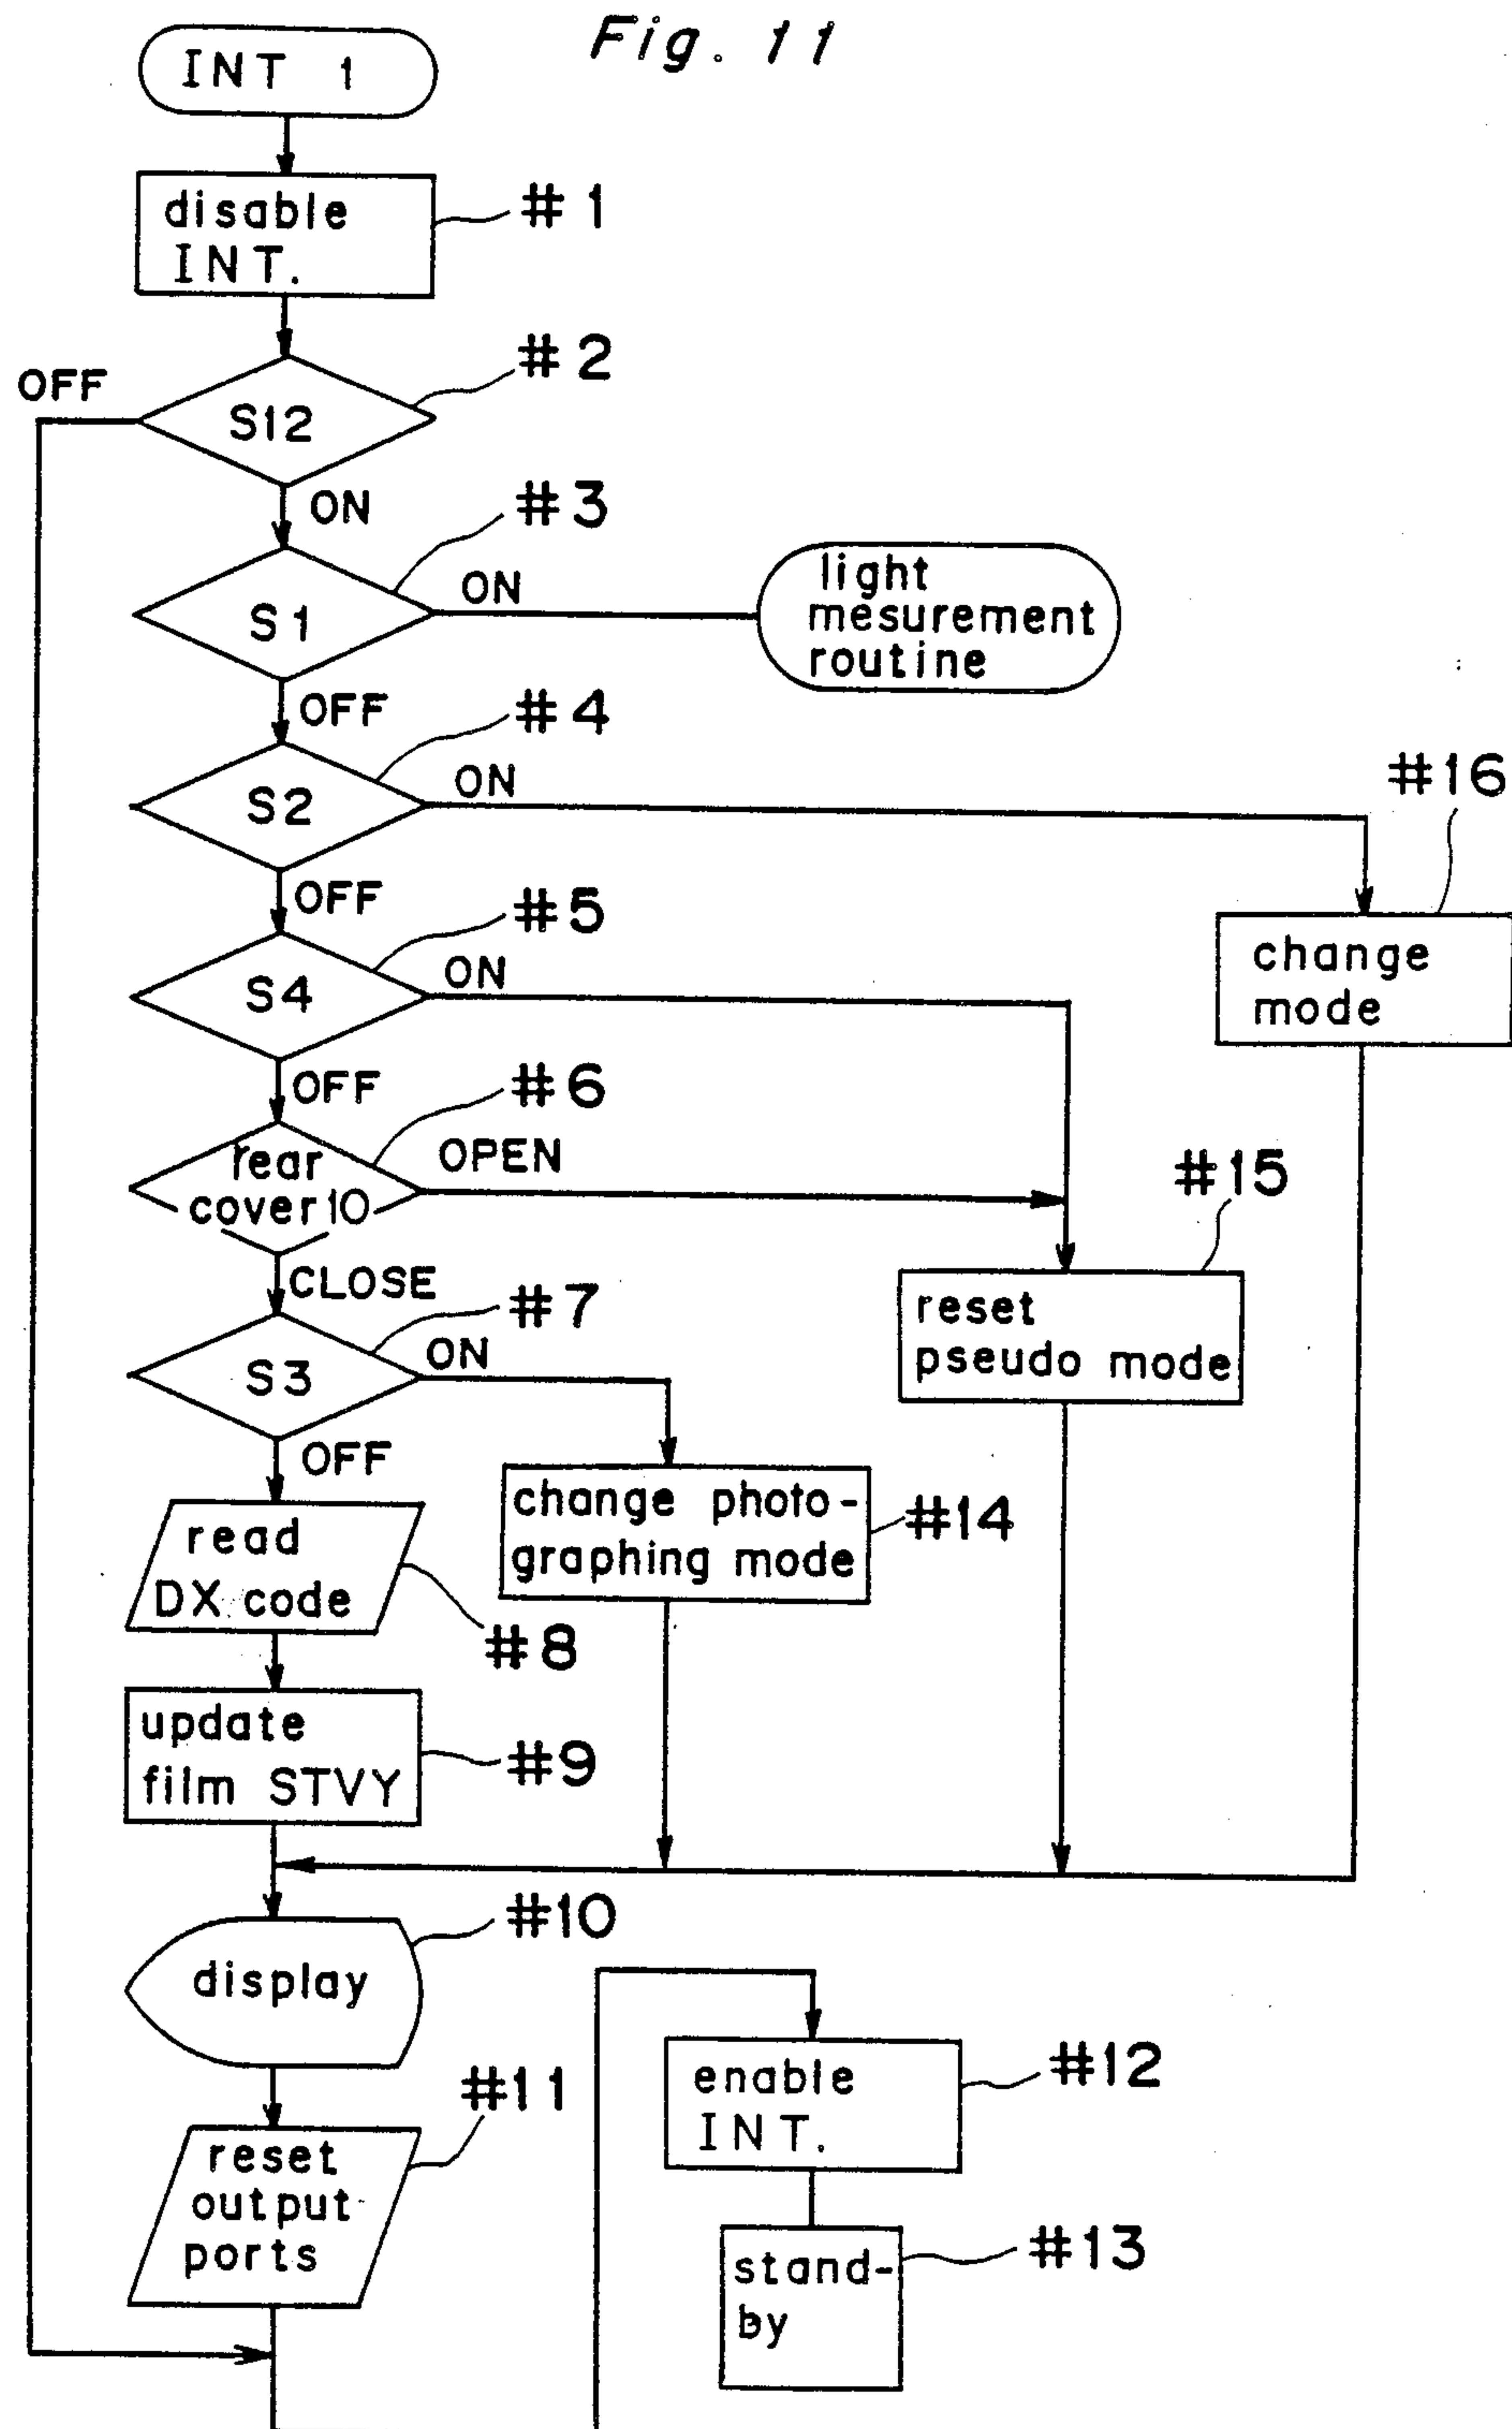 Fig. 11
INT 1
disable
INT.
#1
#2
OFF
S12
ON
#3
S1
ON
light
mesurement
routine
OFF
#4
S2
ON
#16
change
mode
OFF
#5
S4
ON
OFF
#6
rear
cover10
OPEN
#15
reset
pseudo mode
CLOSE
#7
S3
ON
OFF
change photo-
graphing mode
#14
read
DX code
#8
update
film STVY
#9
#10
display
#11
reset
output
ports
enable
INT.
#12
stand-
by
#13